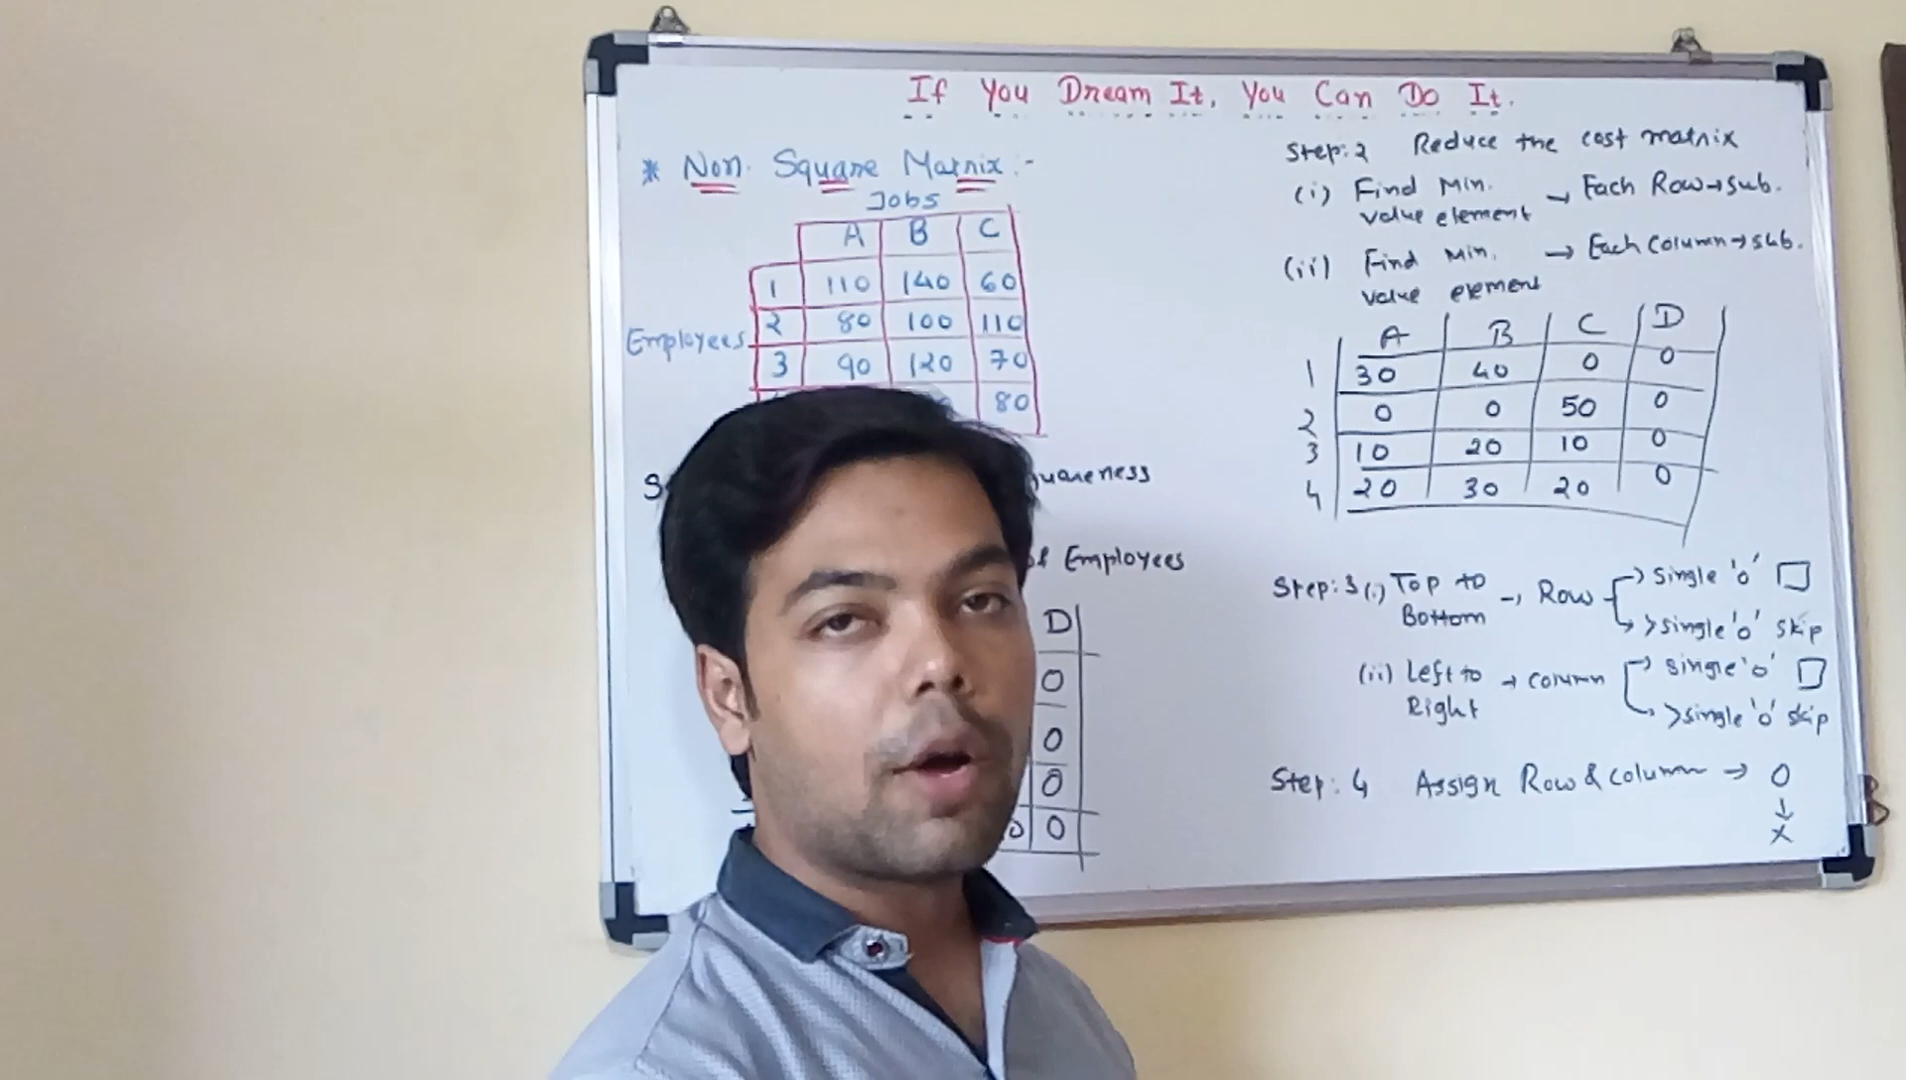 If You Dream It, You Can Do It.
* Non. Square Matrix :-
Jobs
A B C
1 110 140 60
Employees 2 80 100 110
3 90 120 70
80
quareness
of Employees
D
0
0
0
0 0
Step: 2 Reduce the cost matrix
(i) Find Min. value element → Each Row → sub.
(ii) Find Min. value element → Each Column → sub.
A B C D
1 30 40 0 0
2 0 0 50 0
3 10 20 10 0
4 20 30 20 0
Step: 3 (i) Top to Bottom → Row → Single '0' □
→ >single '0' skip
(ii) Left to Right → column → single '0' □
→ >single '0' skip
Step: 4 Assign Row & column → 0
↓
×